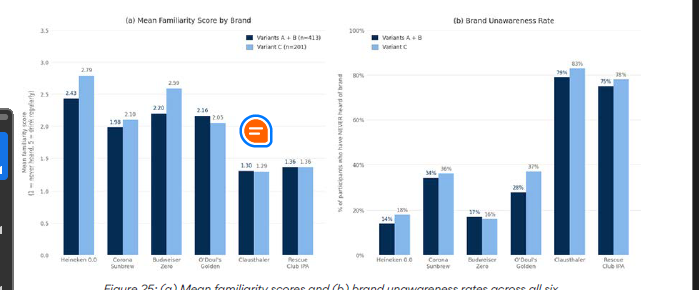 (a) Mean Familiarity Score by Brand
Variants A + B (n=413)
Variant C (n=201)
Mean familiarity score
(1 = never heard, 5 = drink regularly)
3.5
3.0
2.5
2.0
1.5
1.0
0.5
0.0
2.43
2.79
1.98
2.10
2.20
2.59
2.16
2.05
1.30
1.29
1.36
1.36
Heineken 0.0
Corona
Sunbrew
Budweiser
Zero
O'Doul's
Golden
Clausthaler
Rescue
Club IPA
(b) Brand Unawareness Rate
Variants A + B
Variant C
% of participants who have NEVER heard of brand
100%
80%
60%
40%
20%
0%
14%
18%
34%
36%
17%
16%
28%
37%
79%
83%
75%
Heineken 0.0
Corona
Sunbrew
Budweiser
Zero
O'Doul's
Golden
Clausthaler
Rescue
Club IPA
Figure 25: (a) Mean familiarity scores and (b) brand unawareness rates across all six